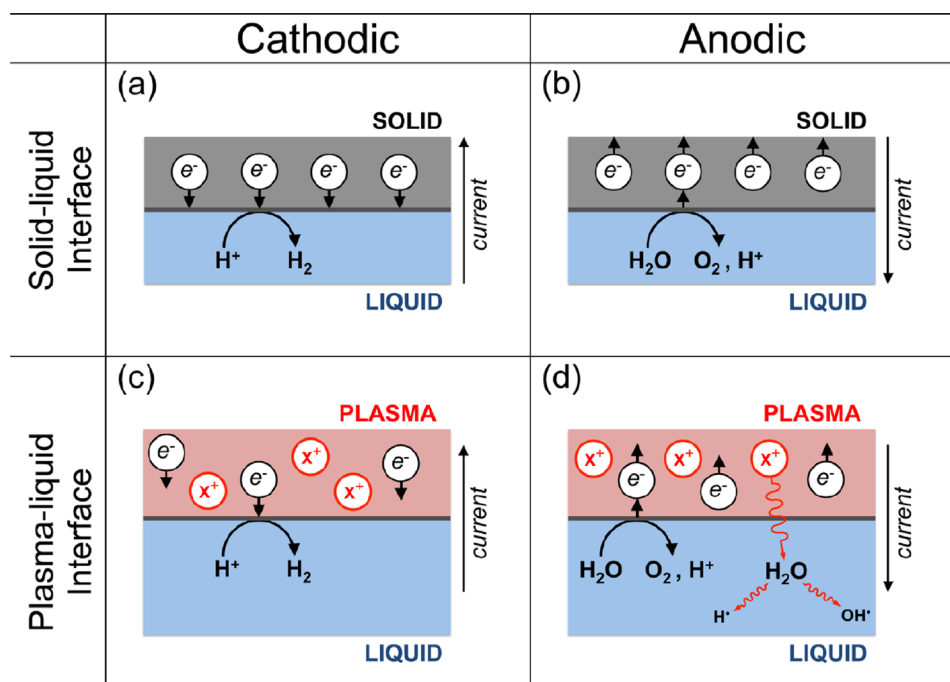 Cathodic
Anodic
Solid-liquid
Interface
(a)
SOLID
e-
e-
e-
e-
H⁺
H₂
LIQUID
current
(b)
SOLID
e-
e-
e-
e-
H₂O
O₂ , H⁺
LIQUID
current
Plasma-liquid
Interface
(c)
PLASMA
e-
x⁺
e-
x⁺
x⁺
e-
H⁺
H₂
LIQUID
current
(d)
PLASMA
x⁺
e-
x⁺
e-
x⁺
e-
H₂O
O₂ , H⁺
H₂O
H•
OH•
LIQUID
current